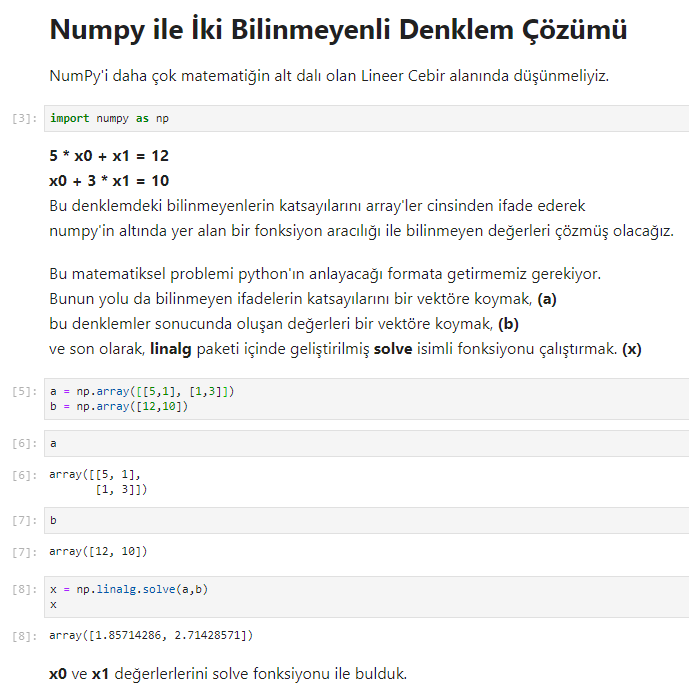 Numpy ile İki Bilinmeyenli Denklem Çözümü
NumPy'i daha çok matematiğin alt dalı olan Lineer Cebir alanında düşünmeliyiz.
[3]: import numpy as np
5 * x0 + x1 = 12
x0 + 3 * x1 = 10
Bu denklemdeki bilinmeyenlerin katsayılarını array'ler cinsinden ifade ederek
numpy'in altında yer alan bir fonksiyon aracılığı ile bilinmeyen değerleri çözmüş olacağız.
Bu matematiksel problemi python'ın anlayacağı formata getirmemiz gerekiyor.
Bunun yolu da bilinmeyen ifadelerin katsayılarını bir vektöre koymak, (a)
bu denklemler sonucunda oluşan değerleri bir vektöre koymak, (b)
ve son olarak, linalg paketi içinde geliştirilmiş solve isimli fonksiyonu çalıştırmak. (x)
[5]: a = np.array([[5,1], [1,3]])
b = np.array([12,10])
[6]: a
[6]: array([[5, 1],
[1, 3]])
[7]: b
[7]: array([12, 10])
[8]: x = np.linalg.solve(a,b)
x
[8]: array([1.85714286, 2.71428571])
x0 ve x1 değerlerlerini solve fonksiyonu ile bulduk.